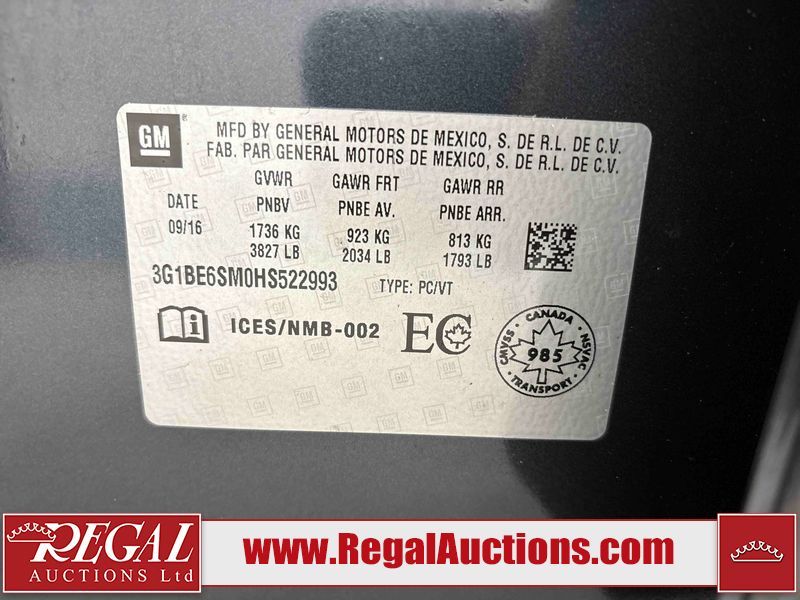 GM
MFD BY GENERAL MOTORS DE MEXICO, S. DE R.L. DE C.V.
FAB. PAR GENERAL MOTORS DE MEXICO, S. DE R.L. DE C.V.
DATE GVWR GAWR FRT GAWR RR
PNBV PNBE AV. PNBE ARR.
09/16 1736 KG 923 KG 813 KG
3827 LB 2034 LB 1793 LB
3G1BE6SM0HS522993 TYPE: PC/VT
i ICES/NMB-002 EC
CANADA
CMVSS 985 NSVAC
TRANSPORT
REGAL
AUCTIONS Ltd
www.RegalAuctions.com